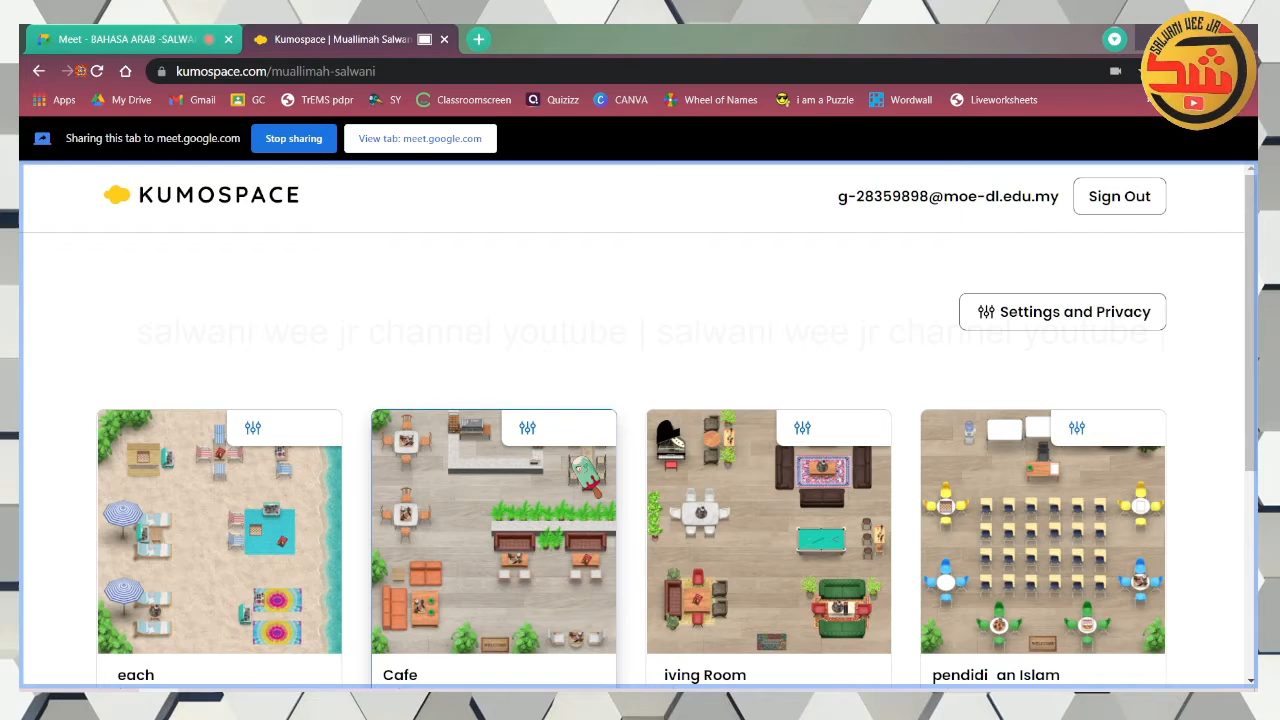 Meet - BAHASA ARAB -SALWA
Kumospace | Muallimah Salwani
kumospace.com/muallimah-salwani
Apps My Drive Gmail GC TrEMS pdpr SY Classroomscreen Quizizz CANVA Wheel of Names i am a Puzzle Wordwall Liveworksheets
SALWANI WEE JR
Sharing this tab to meet.google.com Stop sharing View tab: meet.google.com
KUMOSPACE
g-28359898@moe-dl.edu.my Sign Out
Settings and Privacy
salwani wee jr channel youtube | salwani wee jr channel youtube |
each
Cafe
iving Room
pendidi an Islam